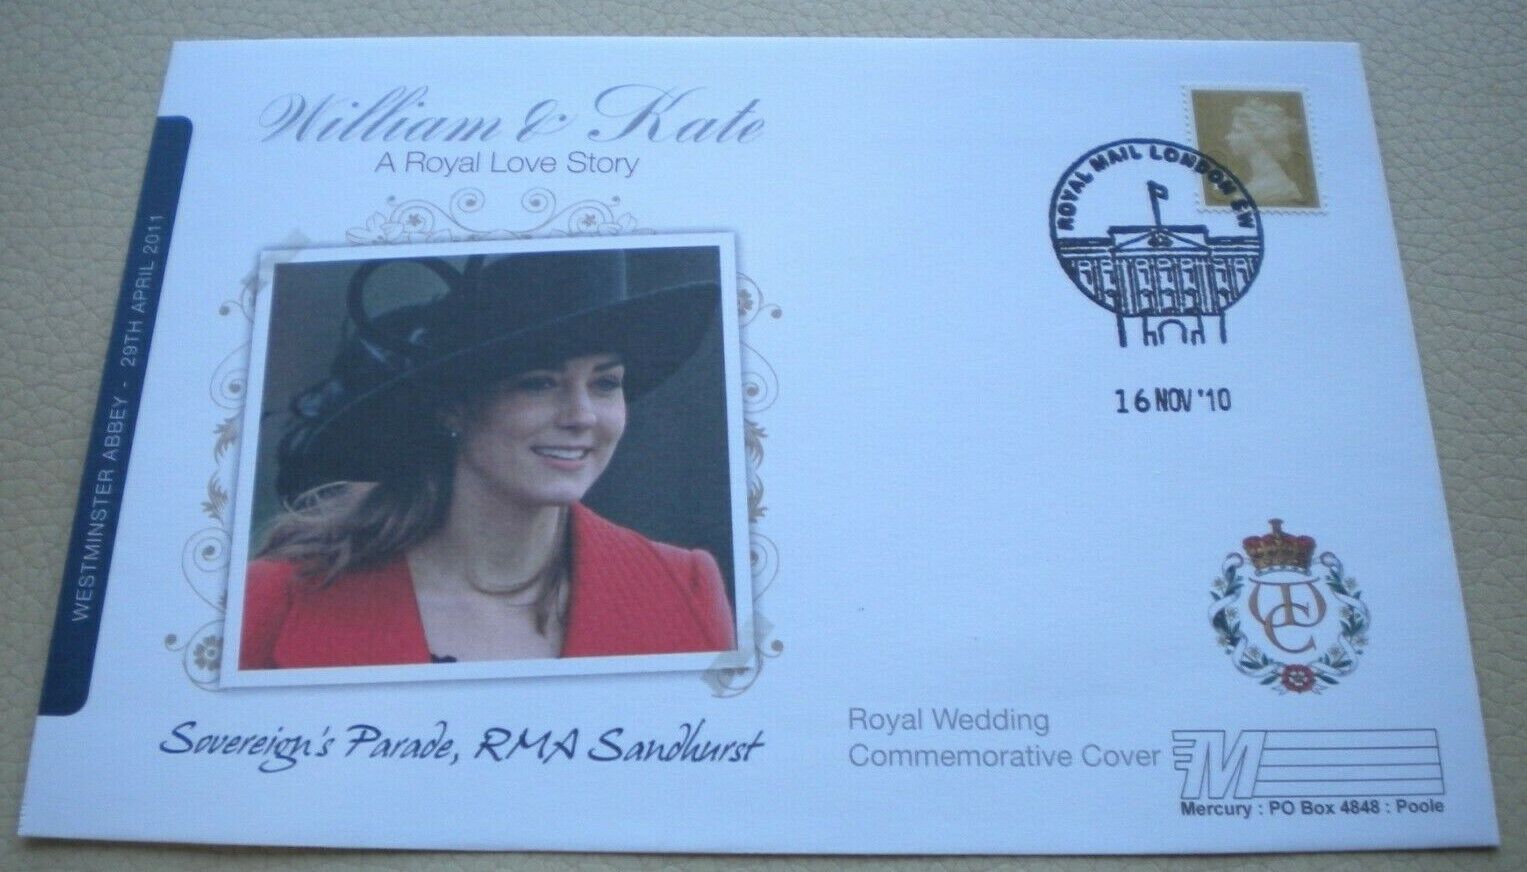 William & Kate
A Royal Love Story
WESTMINSTER ABBEY - 29TH APRIL 2011
Sovereign's Parade, RMA Sandhurst
ROYAL MAIL LONDON SW
16 NOV '10
Royal Wedding
Commemorative Cover
M
Mercury : PO Box 4848 : Poole